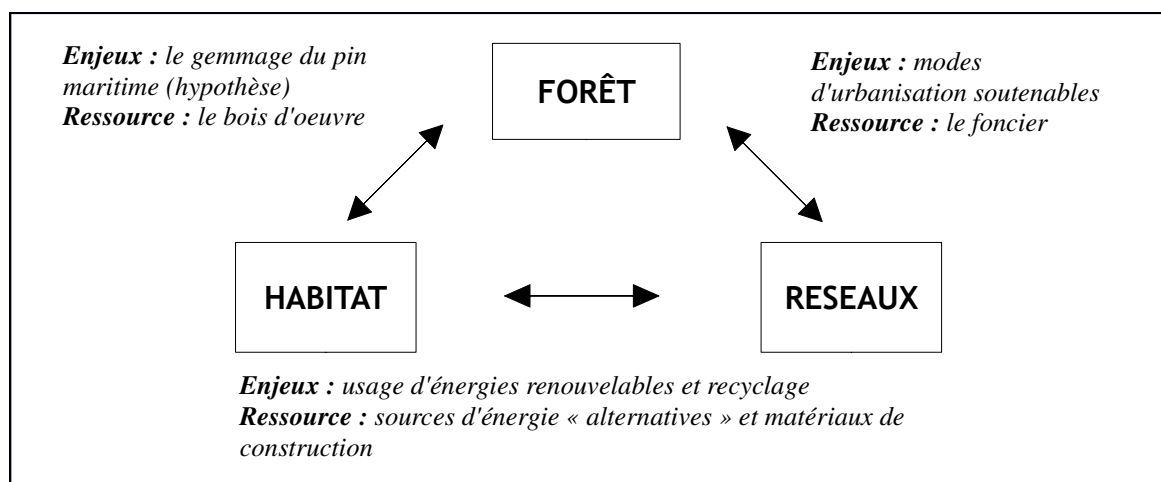 Enjeux : le gemmage du pin
maritime (hypothèse)
Ressource : le bois d'oeuvre
FORÊT
Enjeux : modes
d'urbanisation soutenables
Ressource : le foncier
HABITAT
RESEAUX
Enjeux : usage d'énergies renouvelables et recyclage
Ressource : sources d'énergie « alternatives » et matériaux de
construction